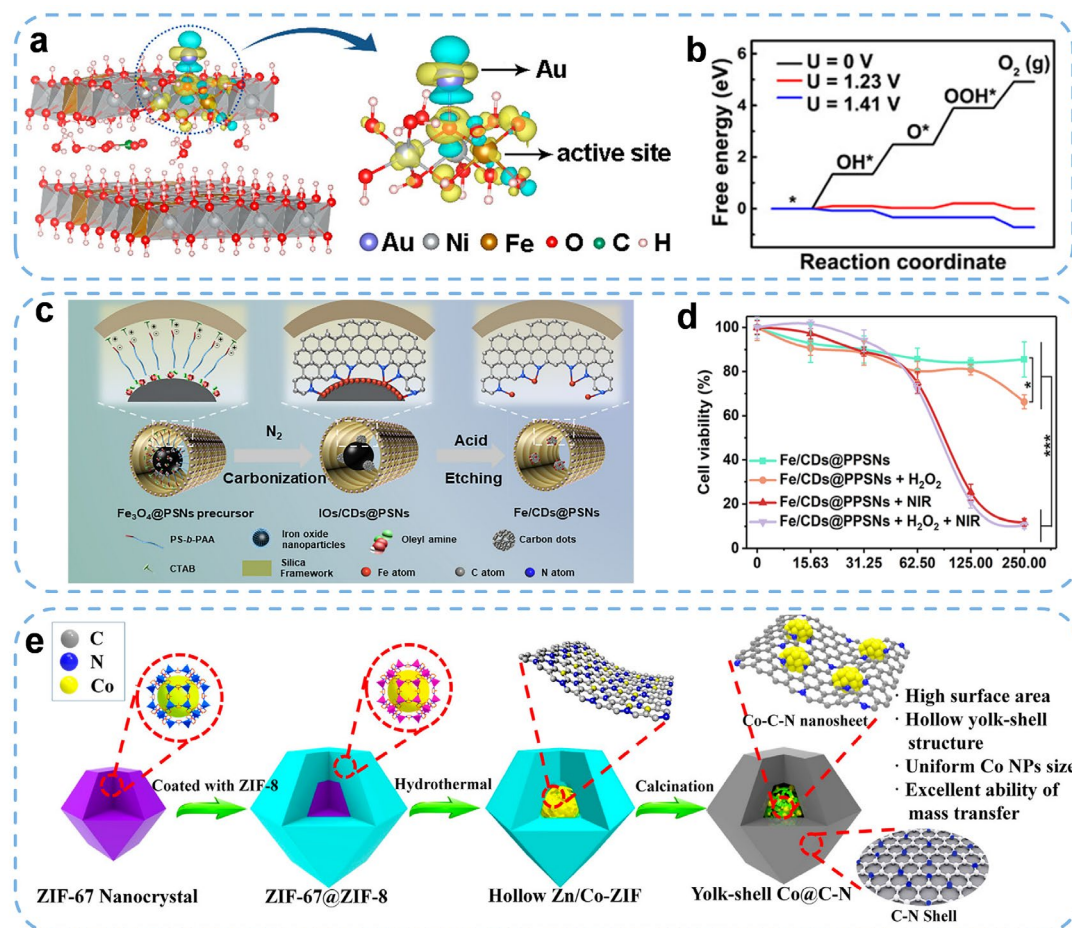 a
Au
active site
Au Ni Fe O C H
b
Free energy (eV)
6
4
2
0
U = 0 V
U = 1.23 V
U = 1.41 V
*
OH*
O*
OOH*
O₂ (g)
Reaction coordinate
c
N₂
Carbonization
Acid
Etching
Fe₃O₄@PSNs precursor
IOs/CDs@PSNs
Fe/CDs@PSNs
PS-b-PAA
Iron oxide
nanoparticles
Oleyl amine
Carbon dots
CTAB
Silica
Framework
Fe atom
C atom
N atom
d
Cell viability (%)
100
80
60
40
20
10
0
Fe/CDs@PPSNs
Fe/CDs@PPSNs + H₂O₂
Fe/CDs@PPSNs + NIR
Fe/CDs@PPSNs + H₂O₂ + NIR
*
***
0 15.63 31.25 62.50 125.00 250.00
e
C
N
Co
Coated with ZIF-8
Hydrothermal
Calcination
Co-C-N nanosheet
· High surface area
· Hollow yolk-shell
structure
· Uniform Co NPs size
· Excellent ability of
mass transfer
ZIF-67 Nanocrystal
ZIF-67@ZIF-8
Hollow Zn/Co-ZIF
Yolk-shell Co@C-N
C-N Shell